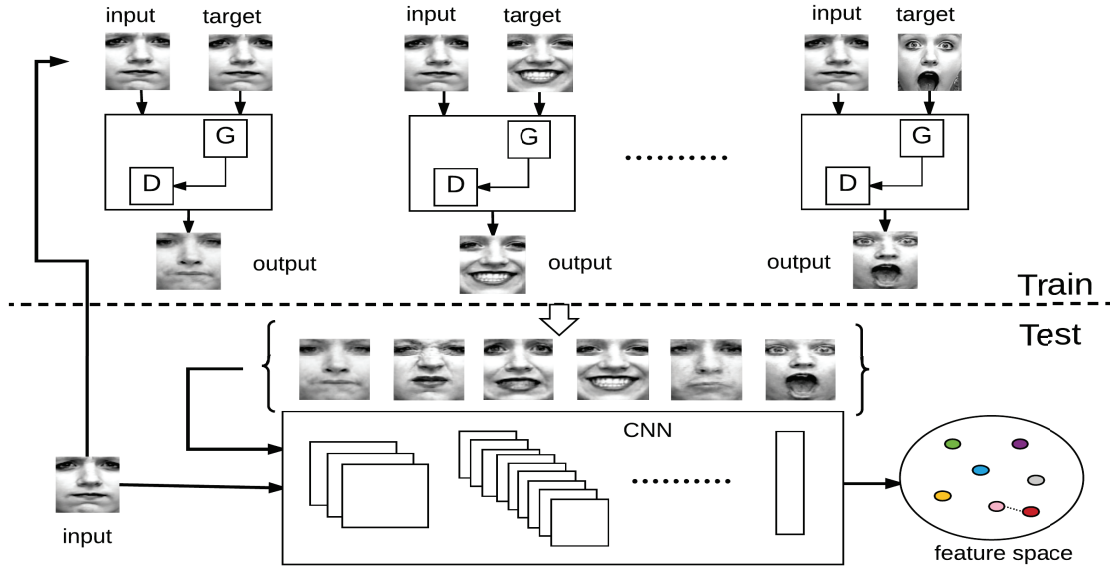 input target input target input target
G G G
D D D
output output output
Train
Test
CNN
input
feature space